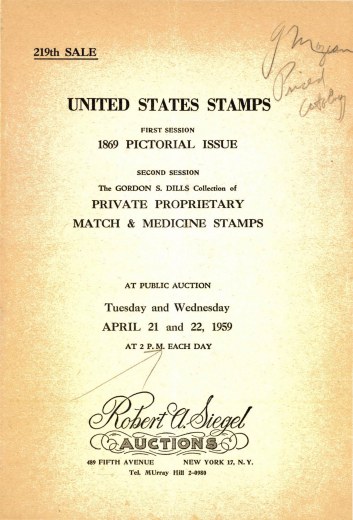 219th SALE
Priced
UNITED STATES STAMPS
FIRST SESSION
1869 PICTORIAL ISSUE
SECOND SESSION
The GORDON S. DILLS Collection of
PRIVATE PROPRIETARY
MATCH & MEDICINE STAMPS
AT PUBLIC AUCTION
Tuesday and Wednesday
APRIL 21 and 22, 1959
AT 2 P. M. EACH DAY
Robert A. Siegel
AUCTIONS
489 FIFTH AVENUE NEW YORK 17, N. Y.
Tel. MUrray Hill 2-0980